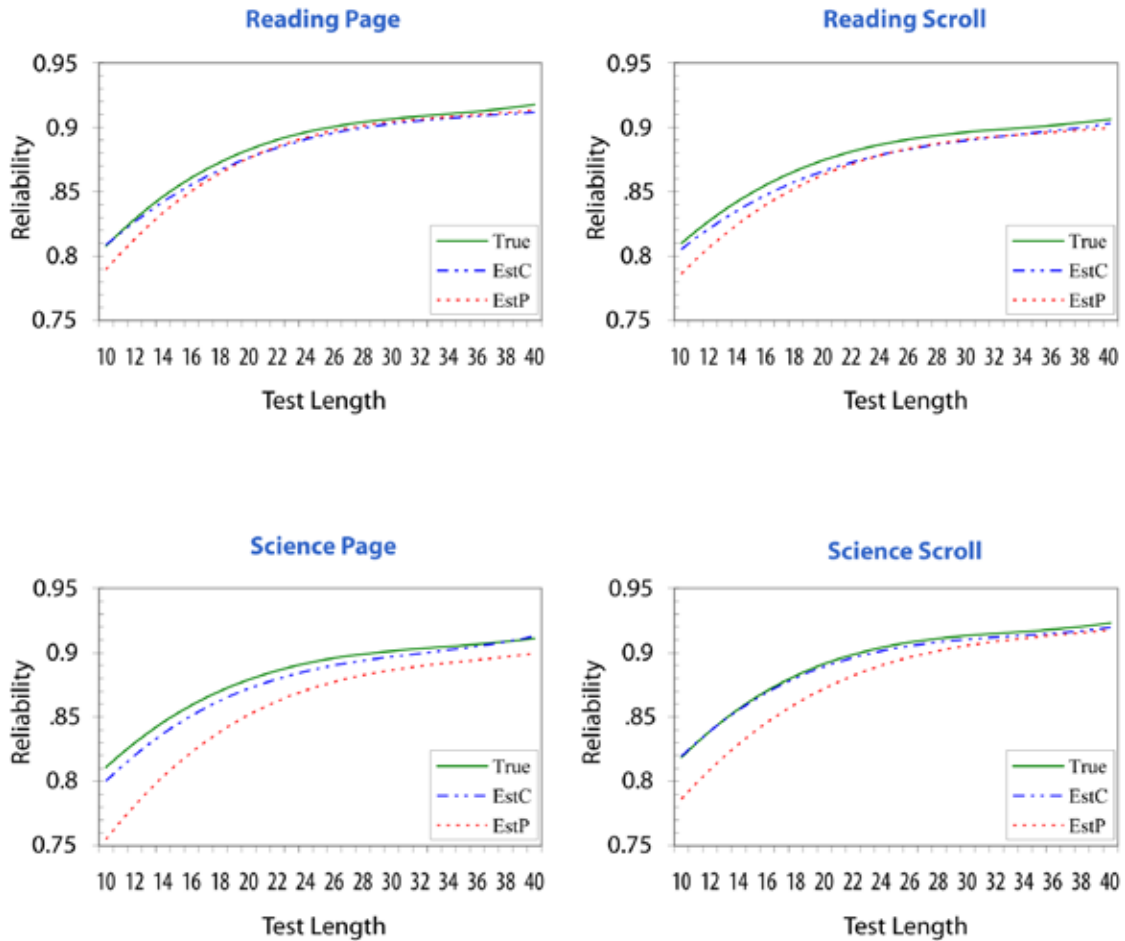 Reading Page
0.95
0.9
.85
0.8
0.75
Reliability
True
EstC
EstP
10 12 14 16 18 20 22 24 26 28 30 32 34 36 38 40
Test Length
Reading Scroll
0.95
0.9
.85
0.8
0.75
Reliability
True
EstC
EstP
10 12 14 16 18 20 22 24 26 28 30 32 34 36 38 40
Test Length
Science Page
0.95
0.9
.85
0.8
0.75
Reliability
True
EstC
EstP
10 12 14 16 18 20 22 24 26 28 30 32 34 36 38 40
Test Length
Science Scroll
0.95
0.9
.85
0.8
0.75
Reliability
True
EstC
EstP
10 12 14 16 18 20 22 24 26 28 30 32 34 36 38 40
Test Length